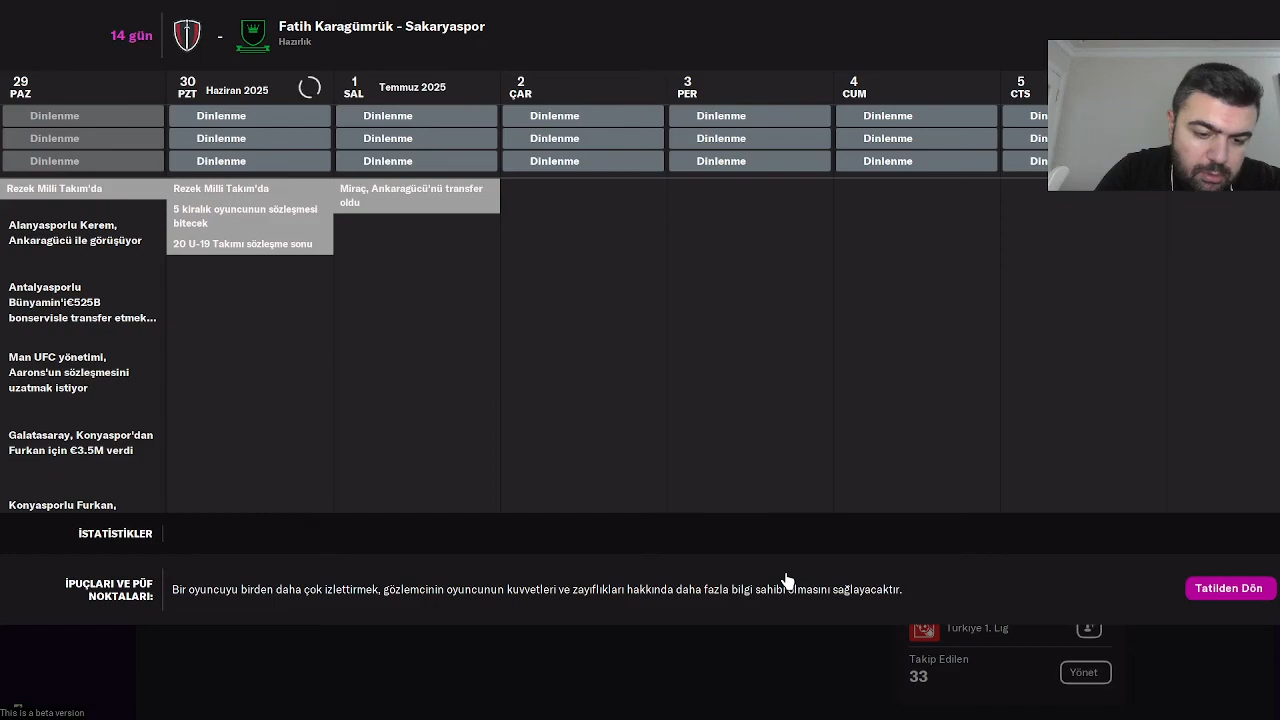 14 gün
-
Fatih Karagümrük - Sakaryaspor
Hazırlık
29
PAZ
30
PZT
Haziran 2025
1
SAL
Temmuz 2025
2
ÇAR
3
PER
4
CUM
5
CTS
Dinlenme
Dinlenme
Dinlenme
Dinlenme
Dinlenme
Dinlenme
Din
Dinlenme
Dinlenme
Dinlenme
Dinlenme
Dinlenme
Dinlenme
Din
Dinlenme
Dinlenme
Dinlenme
Dinlenme
Dinlenme
Dinlenme
Din
Rezek Milli Takım'da
Alanyasporlu Kerem,
Ankaragücü ile görüşüyor
Antalyasporlu
Bünyamin'i€525B
bonservisle transfer etmek...
Man UFC yönetimi,
Aarons'un sözleşmesini
uzatmak istiyor
Galatasaray, Konyaspor'dan
Furkan için €3.5M verdi
Konyasporlu Furkan,
Rezek Milli Takım'da
5 kiralık oyuncunun sözleşmesi
bitecek
20 U-19 Takımı sözleşme sonu
Miraç, Ankaragücü'nü transfer
oldu
İSTATİSTİKLER
İPUÇLARI VE PÜF
NOKTALARI:
Bir oyuncuyu birden daha çok izlettirmek, gözlemcinin oyuncunun kuvvetleri ve zayıflıkları hakkında daha fazla bilgi sahibi olmasını sağlayacaktır.
Tatilden Dön
Türkiye 1. Lig
Takip Edilen
33
Yönet
This is a beta version